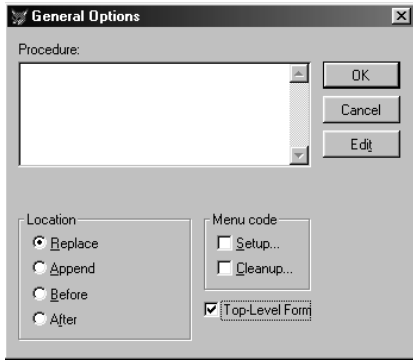 General Options
Procedure:
OK
Cancel
Edit
Location
Replace
Append
Before
After
Menu code
Setup...
Cleanup...
Top-Level Form